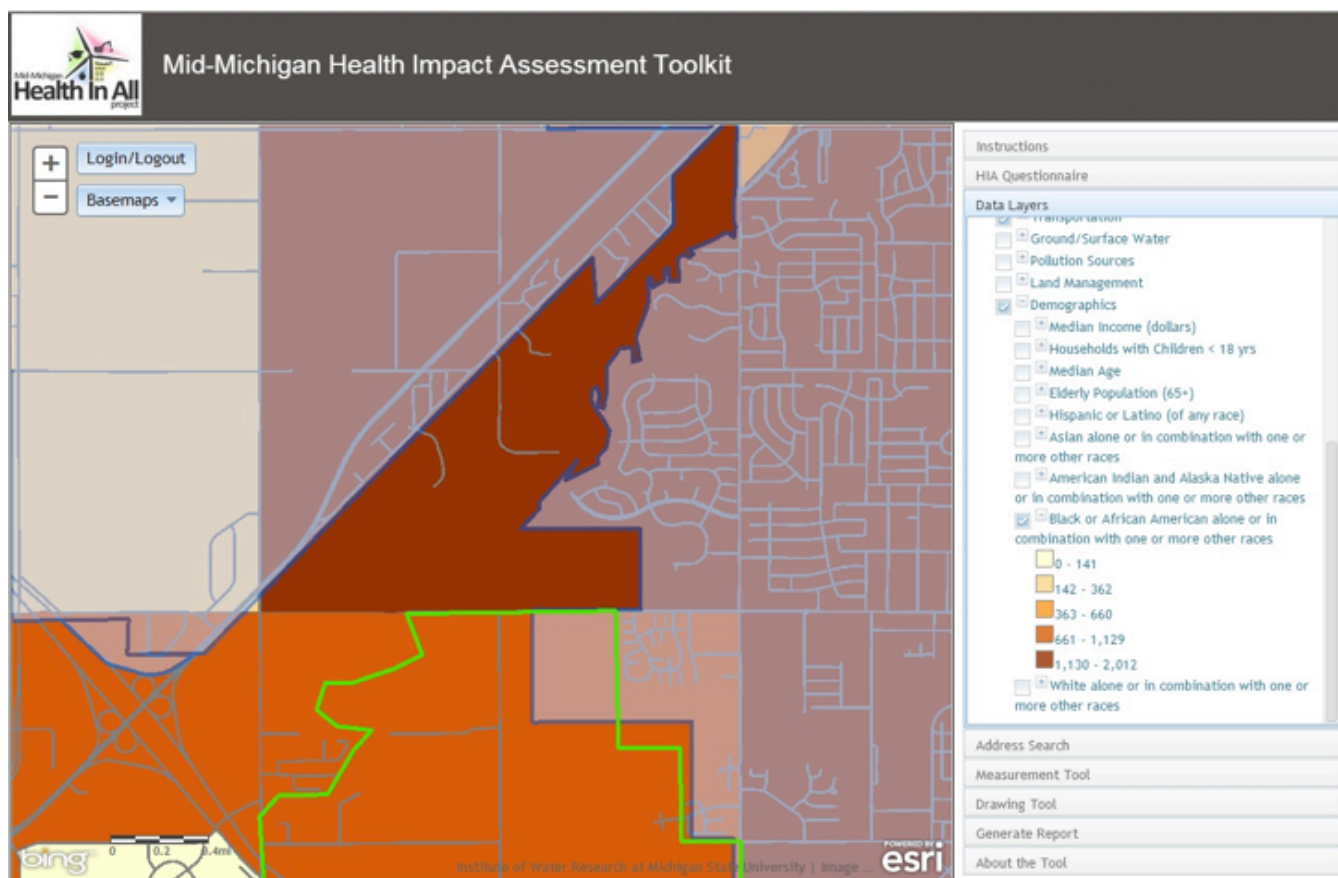 Mid-Michigan
Health In All
project
Mid-Michigan Health Impact Assessment Toolkit
+
Login/Logout
−
Basemaps
Instructions
HIA Questionnaire
Data Layers
Transportation
Ground/Surface Water
Pollution Sources
Land Management
Demographics
Median Income (dollars)
Households with Children < 18 yrs
Median Age
Elderly Population (65+)
Hispanic or Latino (of any race)
Asian alone or in combination with one or
more other races
American Indian and Alaska Native alone
or in combination with one or more other races
Black or African American alone or in
combination with one or more other races
0 - 141
142 - 362
363 - 660
661 - 1,129
1,130 - 2,012
White alone or in combination with one or
more other races
Address Search
Measurement Tool
Drawing Tool
Generate Report
About the Tool
0 0.2 0.4mi
bing
Institute of Water Research at Michigan State University | Image ...
POWERED BY
esri